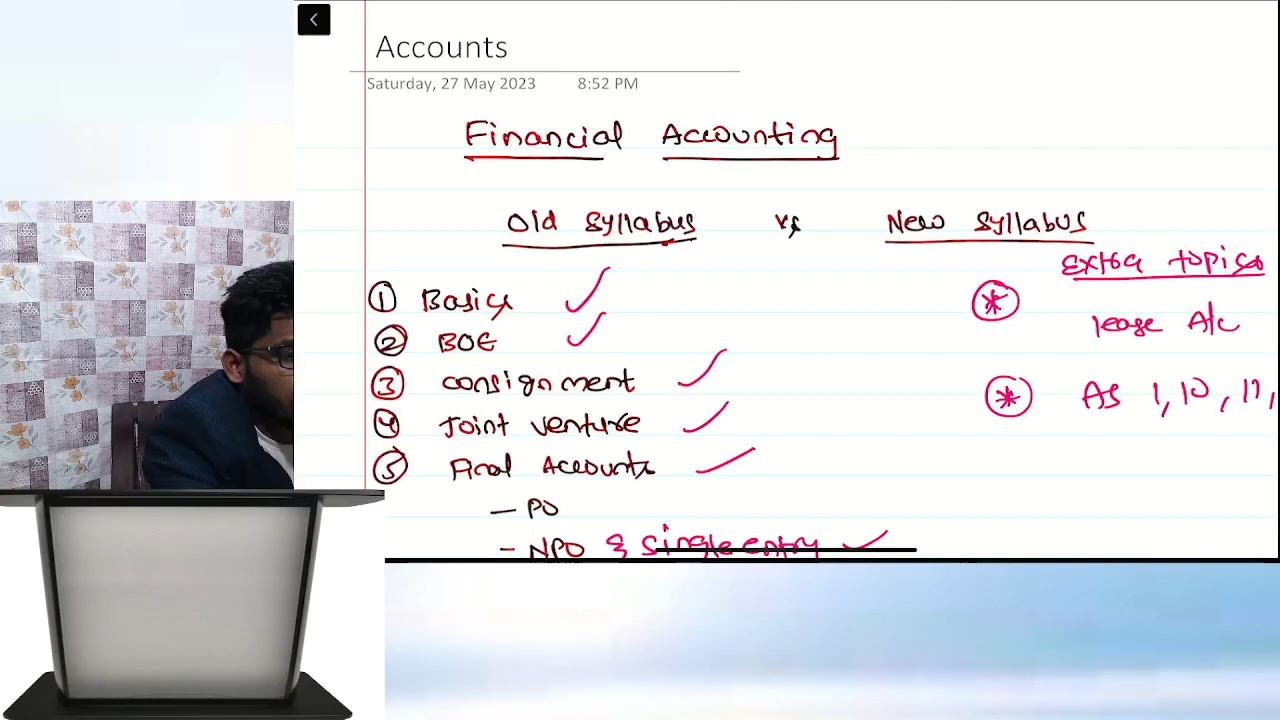 Accounts
Saturday, 27 May 2023 8:52 PM
Financial Accounting
Old Syllabus vs New Syllabus
Extra topics
① Basics
lease A/c
② BOE
③ consignment
AS 1, 10, 11,
④ Joint venture
⑤ Final Accounts
— PO
- NPO & single entry